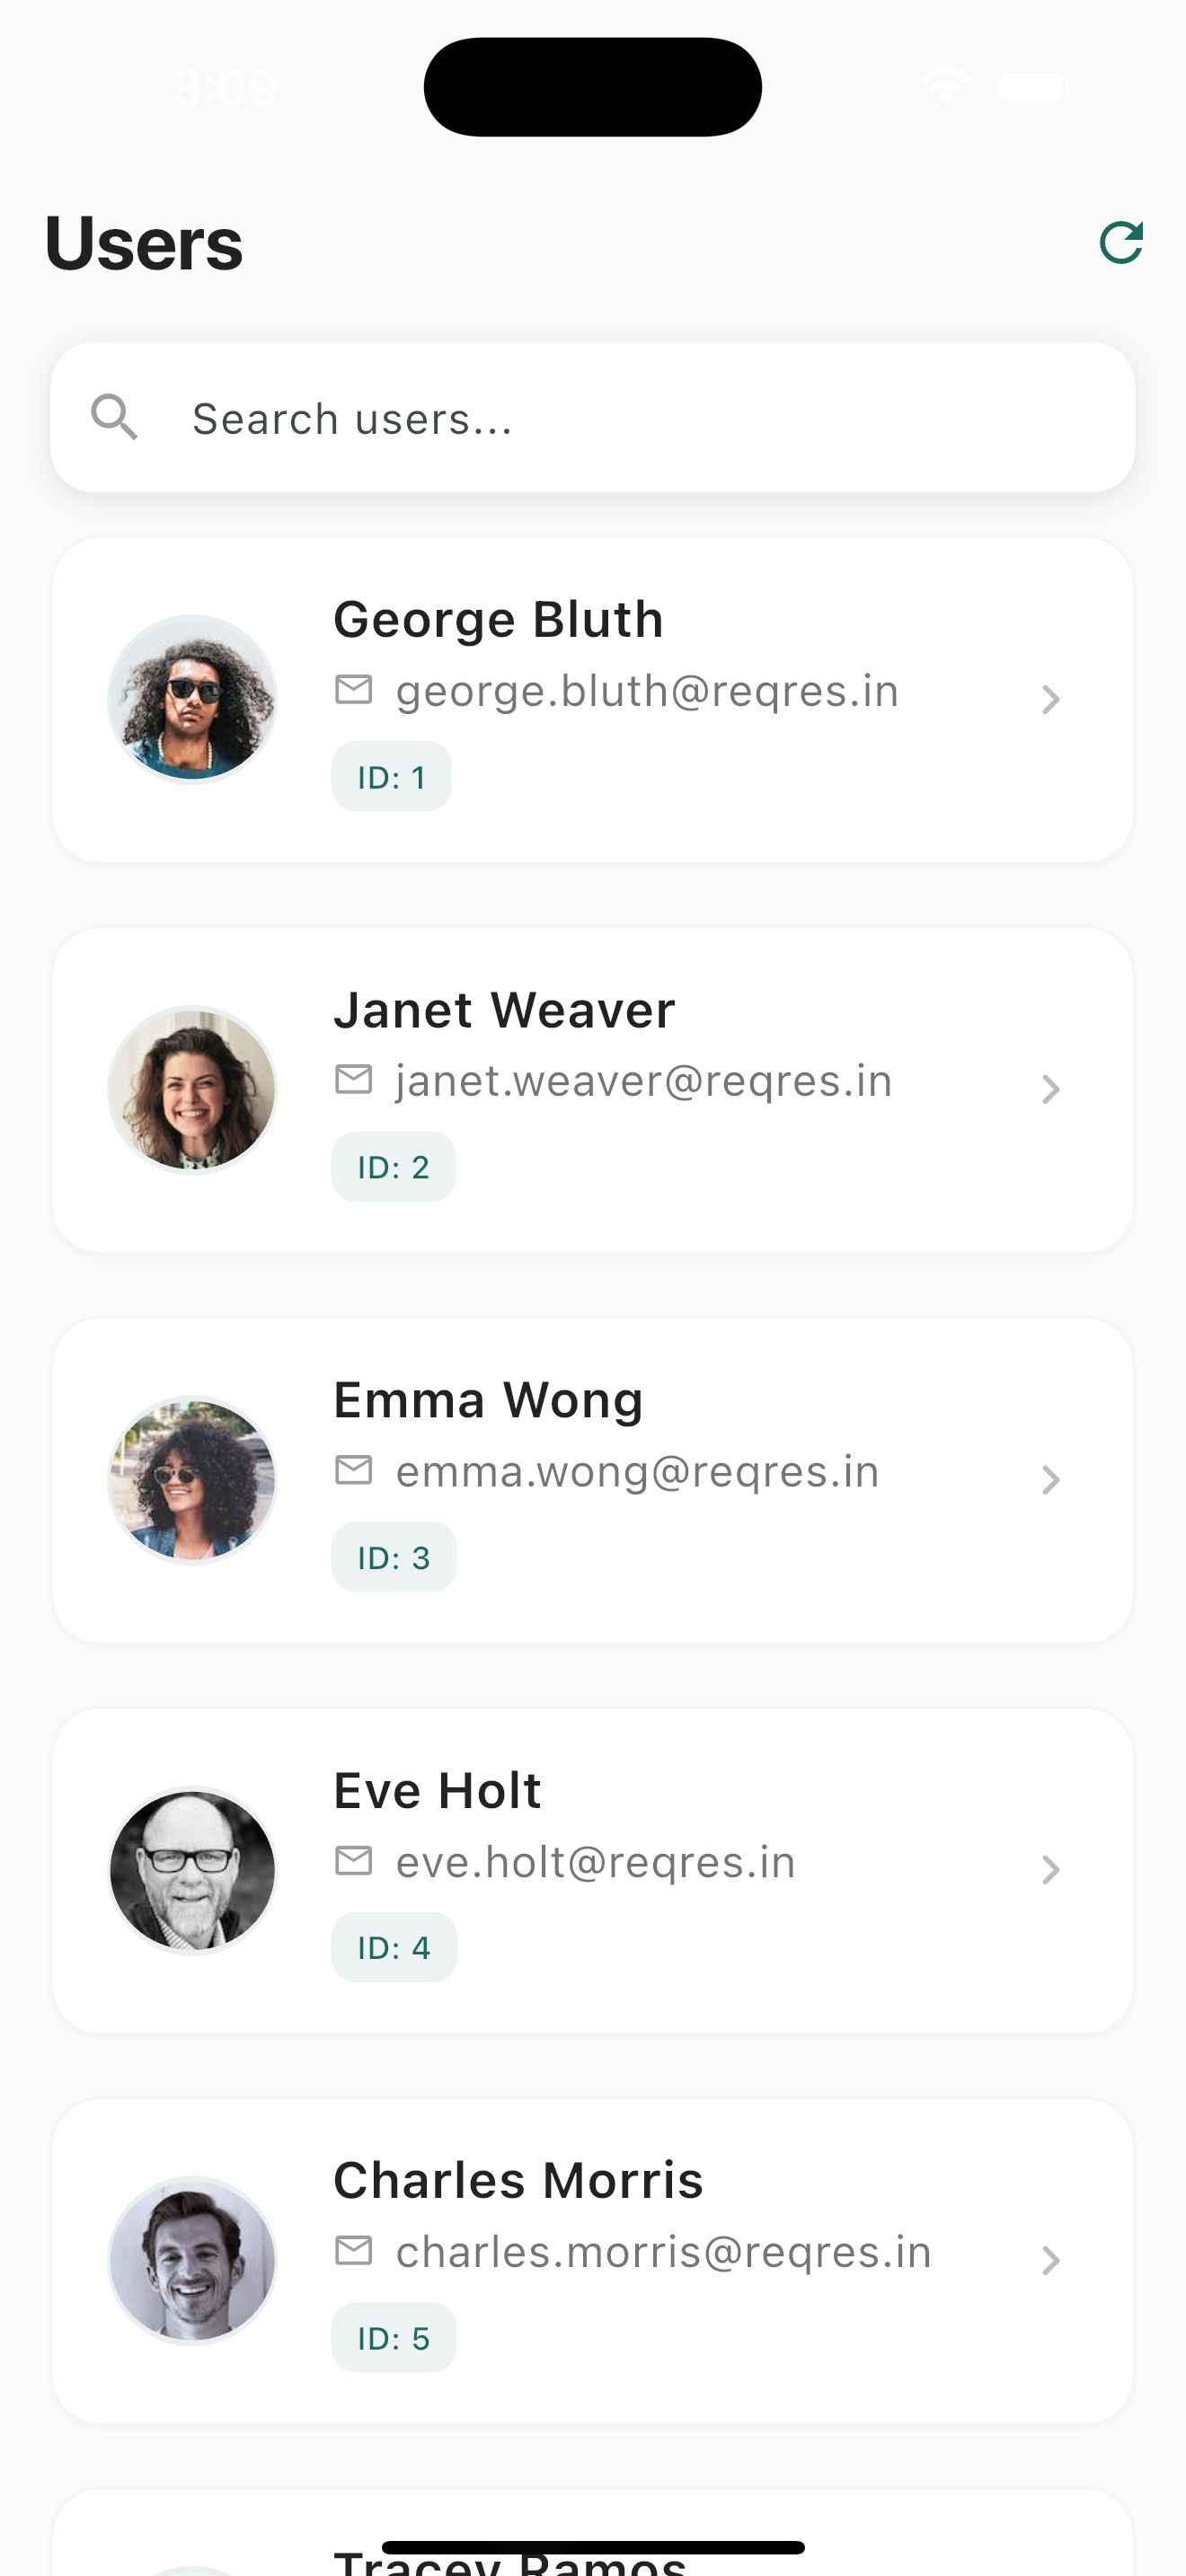 3:09
Users
Search users...
George Bluth
george.bluth@reqres.in
ID: 1
Janet Weaver
janet.weaver@reqres.in
ID: 2
Emma Wong
emma.wong@reqres.in
ID: 3
Eve Holt
eve.holt@reqres.in
ID: 4
Charles Morris
charles.morris@reqres.in
ID: 5
Tracey Ramos